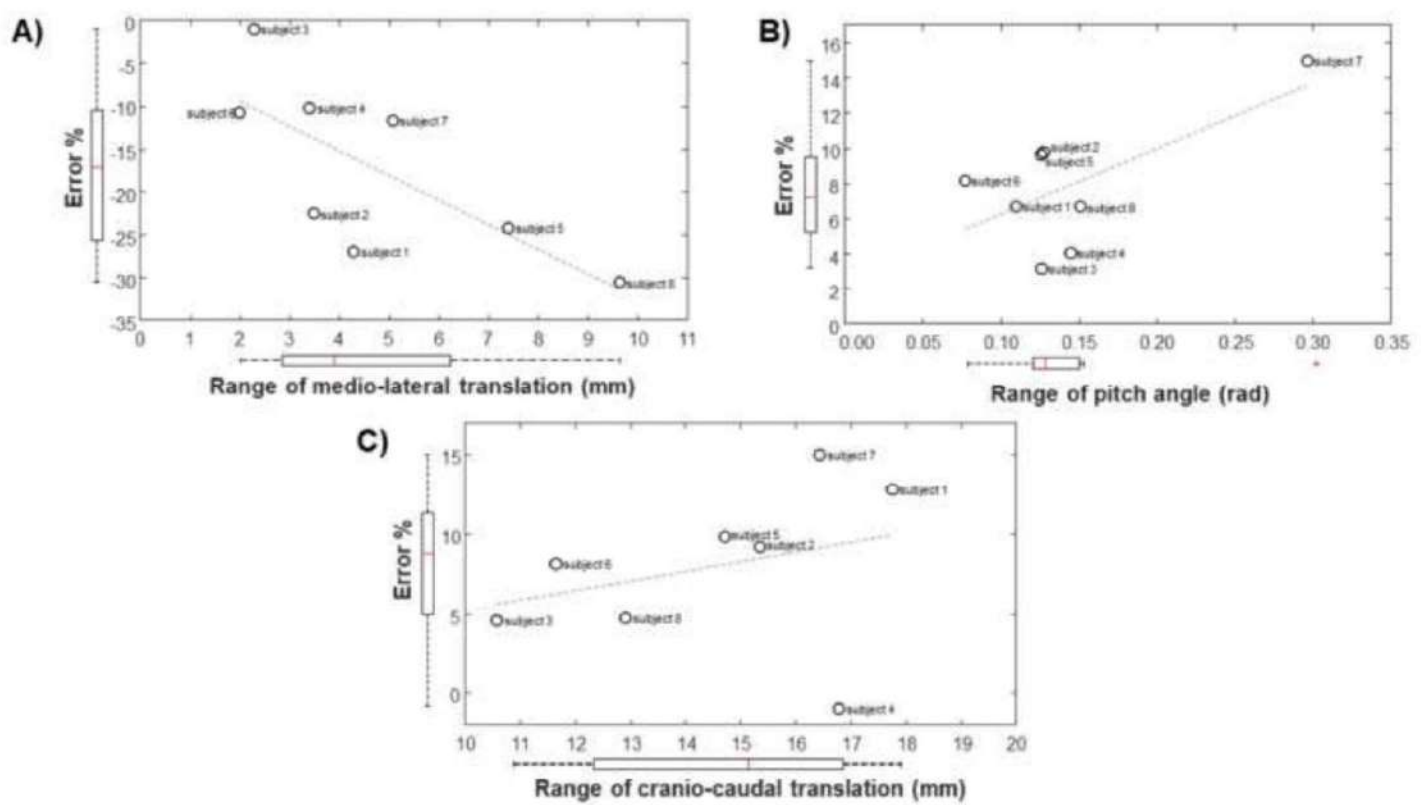 A)
Error %
0
-5
-10
-15
-20
-25
-30
-35
subject 3
subject 6
subject 4
subject 7
subject 2
subject 5
subject 1
subject 8
0 1 2 3 4 5 6 7 8 9 10 11
Range of medio-lateral translation (mm)
B)
Error %
16
14
12
10
8
6
4
2
0
subject 7
subject 2
subject 5
subject 6
subject 1
subject 8
subject 4
subject 3
0.00 0.10 0.15 0.20 0.25 0.30 0.35
Range of pitch angle (rad)
C)
Error %
15
10
5
0
subject 7
subject 1
subject 5
subject 2
subject 6
subject 3
subject 8
subject 4
10 11 12 13 14 15 16 17 18 19 20
Range of cranio-caudal translation (mm)